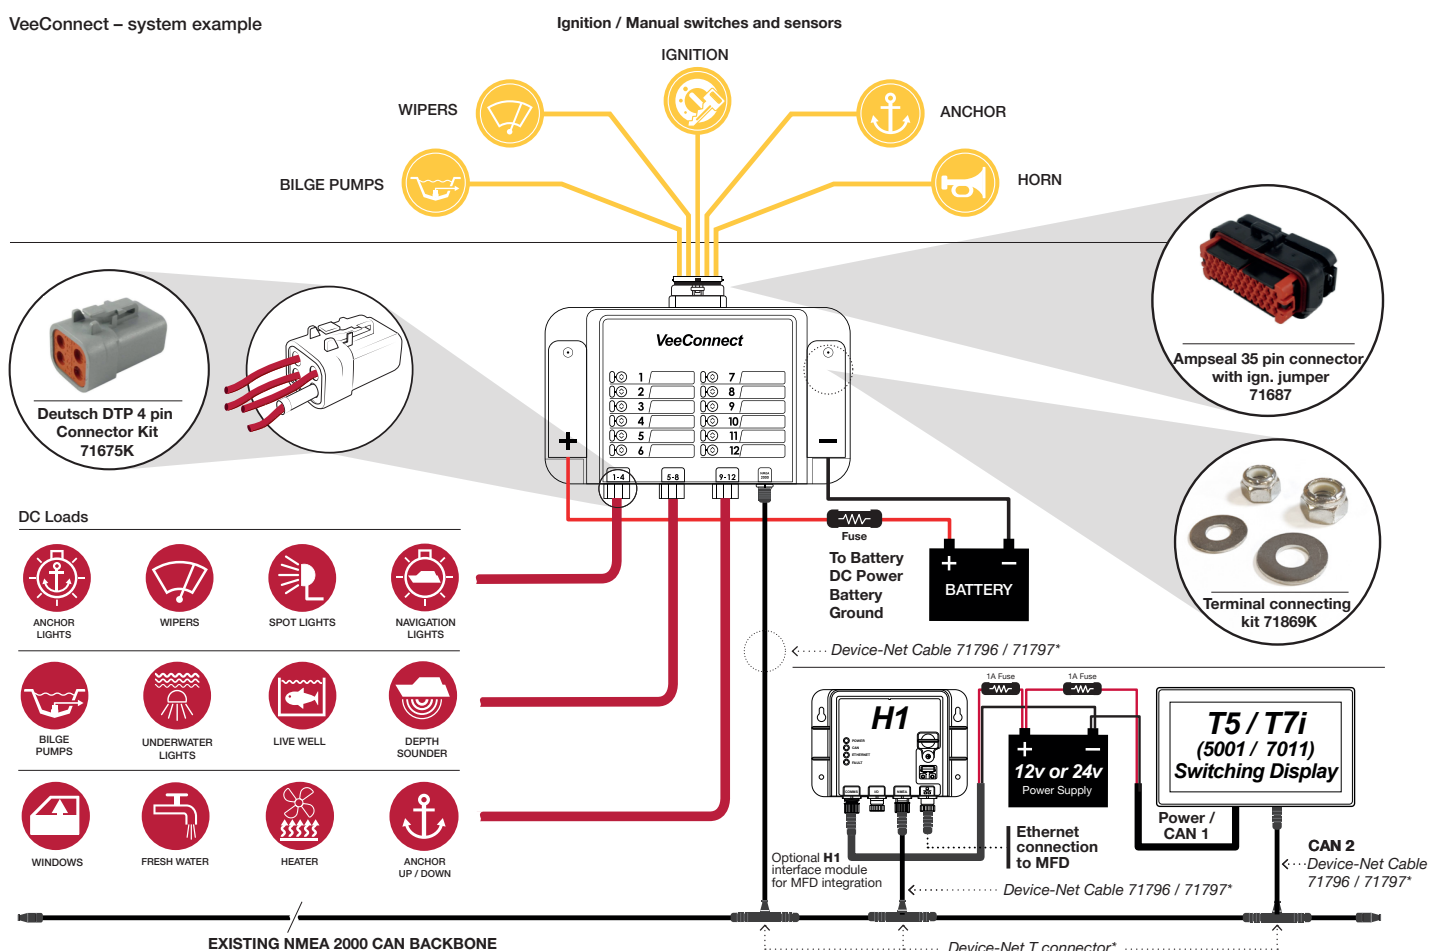 VeeConnect – system example
Ignition / Manual switches and sensors
IGNITION
WIPERS
ANCHOR
BILGE PUMPS
HORN
Deutsch DTP 4 pin
Connector Kit
71675K
VeeConnect
1
2
3
4
5
6
7
8
9
10
11
12
+
–
1-4
5-8
9-12
NMEA
2000
Ampseal 35 pin connector
with ign. jumper
71687
Terminal connecting
kit 71869K
Fuse
To Battery
DC Power
Battery
Ground
+ –
BATTERY
DC Loads
ANCHOR
LIGHTS
WIPERS
SPOT LIGHTS
NAVIGATION
LIGHTS
BILGE
PUMPS
UNDERWATER
LIGHTS
LIVE WELL
DEPTH
SOUNDER
WINDOWS
FRESH WATER
HEATER
ANCHOR
UP / DOWN
Device-Net Cable 71796 / 71797*
1A Fuse
1A Fuse
H1
POWER
CAN
ETHERNET
FAULT
NMEA
+ –
12v or 24v
Power Supply
T5 / T7i
(5001 / 7011)
Switching Display
Power /
CAN 1
CAN 2
Device-Net Cable
71796 / 71797*
Ethernet
connection
to MFD
Optional H1
interface module
for MFD integration
Device-Net Cable 71796 / 71797*
EXISTING NMEA 2000 CAN BACKBONE
Device-Net T connector*